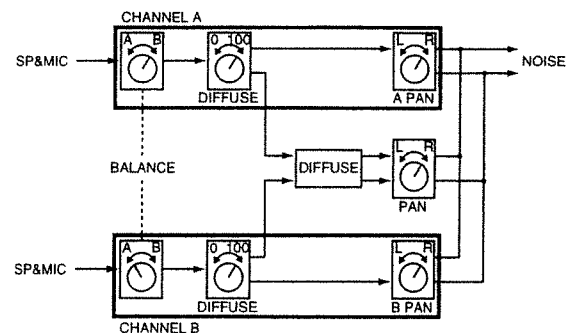 CHANNEL A
A B
0 100
L R
SP&MIC
NOISE
DIFFUSE
A PAN
L R
BALANCE
DIFFUSE
PAN
A B
0 100
L R
SP&MIC
DIFFUSE
B PAN
CHANNEL B